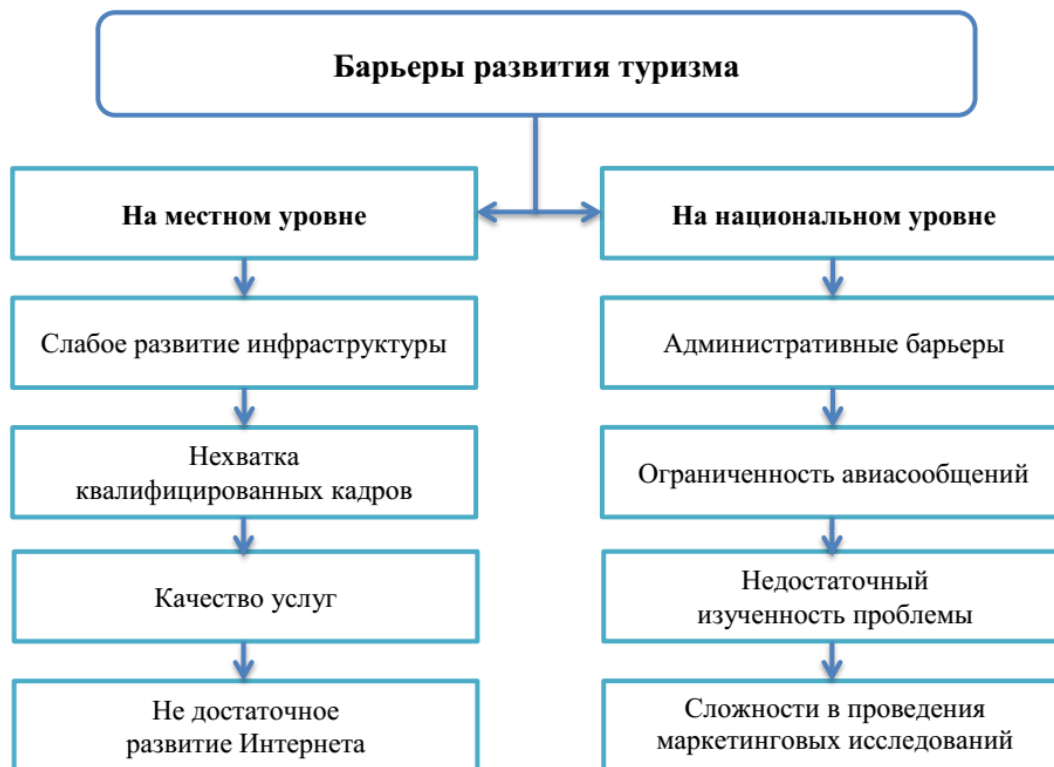 Барьеры развития туризма
На местном уровне
Слабое развитие инфраструктуры
Нехватка
квалифицированных кадров
Качество услуг
Не достаточное
развитие Интернета
На национальном уровне
Административные барьеры
Ограниченность авиасообщений
Недостаточный
изученность проблемы
Сложности в проведения
маркетинговых исследований